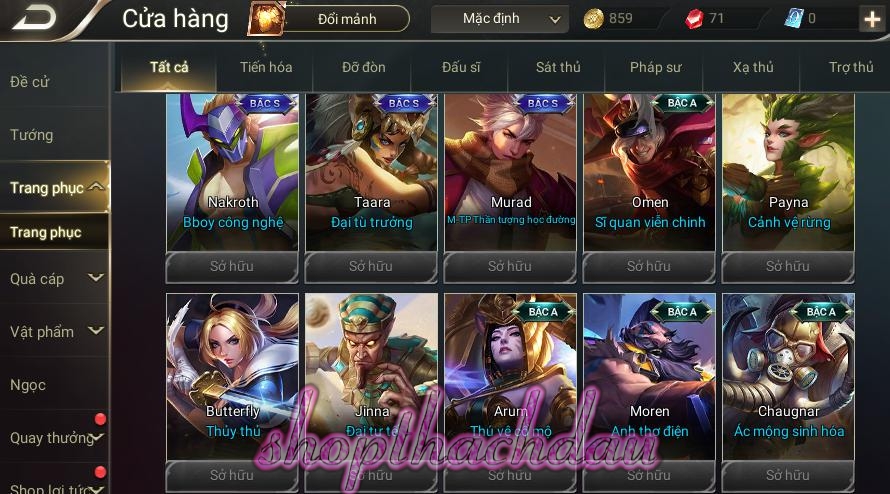 Cửa hàng
Đổi mảnh
Mặc định
859
71
0
Đề cử
Tướng
Trang phục
Trang phục
Quà cáp
Vật phẩm
Ngọc
Quay thưởng
Shop lợi tức
Tất cả
Tiến hóa
Đỡ đòn
Đấu sĩ
Sát thủ
Pháp sư
Xạ thủ
Trợ thủ
BẬC S
BẬC S
BẬC S
BẬC A
Nakroth
Taara
Murad
Omen
Payna
Bboy công nghệ
Đại tù trưởng
M-TP Thần tượng học đường
Sĩ quan viễn chinh
Cảnh vệ rừng
Sở hữu
Sở hữu
Sở hữu
Sở hữu
Sở hữu
BẬC A
BẬC A
BẬC A
Butterfly
Jinna
Arum
Moren
Chaugnar
Thủy thủ
Đại tư tế
Thú vệ cổ mộ
Anh thợ điện
Ác mộng sinh hóa
Sở hữu
Sở hữu
Sở hữu
Sở hữu
Sở hữu
shop1thachdau